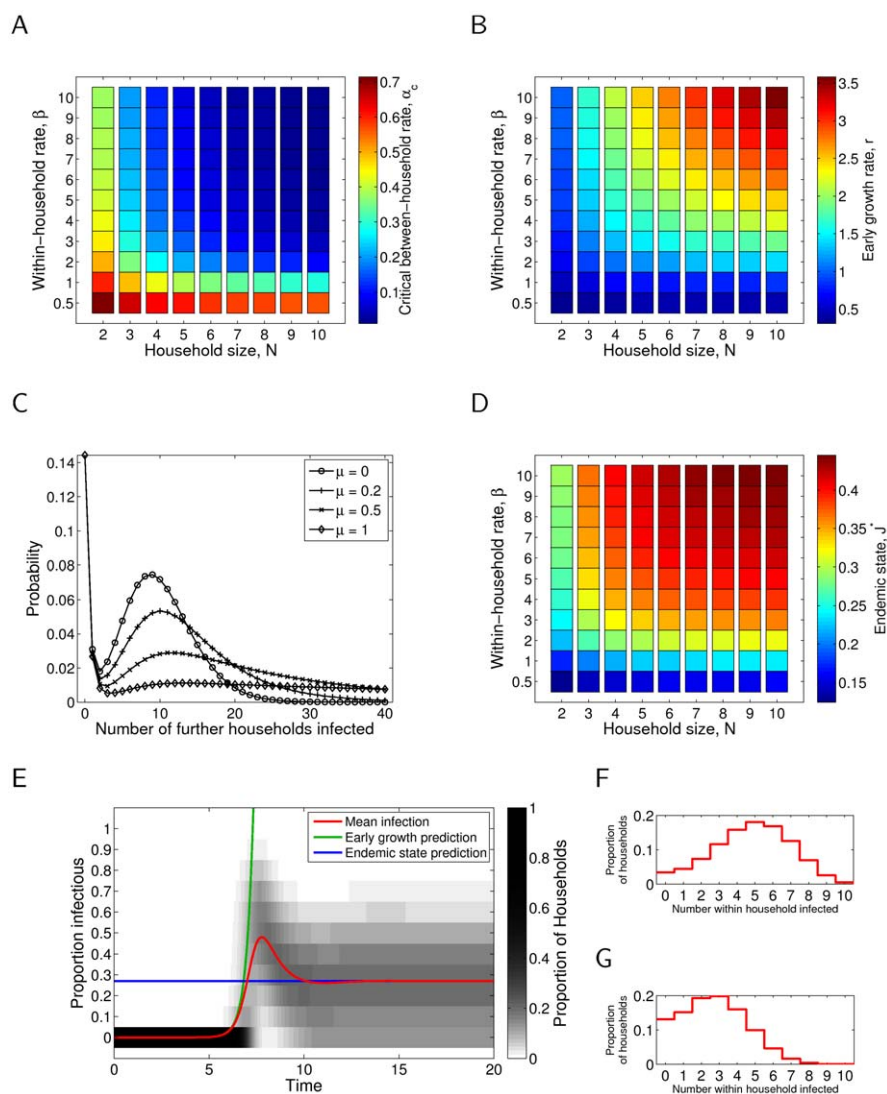 A
Within-household rate, β
10
9
8
7
6
5
4
3
2
1
0.5
2 3 4 5 6 7 8 9 10
Household size, N
0.7
0.6
0.5
0.4
0.3
0.2
0.1
Critical between-household rate, α_c
B
Within-household rate, β
10
9
8
7
6
5
4
3
2
1
0.5
2 3 4 5 6 7 8 9 10
Household size, N
3.5
3
2.5
2
1.5
1
0.5
Early growth rate, r
C
Probability
0.14
0.12
0.1
0.08
0.06
0.04
0.02
0
0 10 20 30 40
Number of further households infected
μ = 0
μ = 0.2
μ = 0.5
μ = 1
D
Within-household rate, β
10
9
8
7
6
5
4
3
2
1
0.5
2 3 4 5 6 7 8 9 10
Household size, N
0.4
0.35
0.3
0.25
0.2
0.15
Endemic state, J*
E
Proportion infectious
1
0.9
0.8
0.7
0.6
0.5
0.4
0.3
0.2
0.1
0
0 5 10 15 20
Time
Mean infection
Early growth prediction
Endemic state prediction
1
0.8
0.6
0.4
0.2
0
Proportion of Households
F
Proportion
of households
0.2
0.1
0
0 1 2 3 4 5 6 7 8 9 10
Number within household infected
G
Proportion
of households
0.2
0.1
0
0 1 2 3 4 5 6 7 8 9 10
Number within household infected